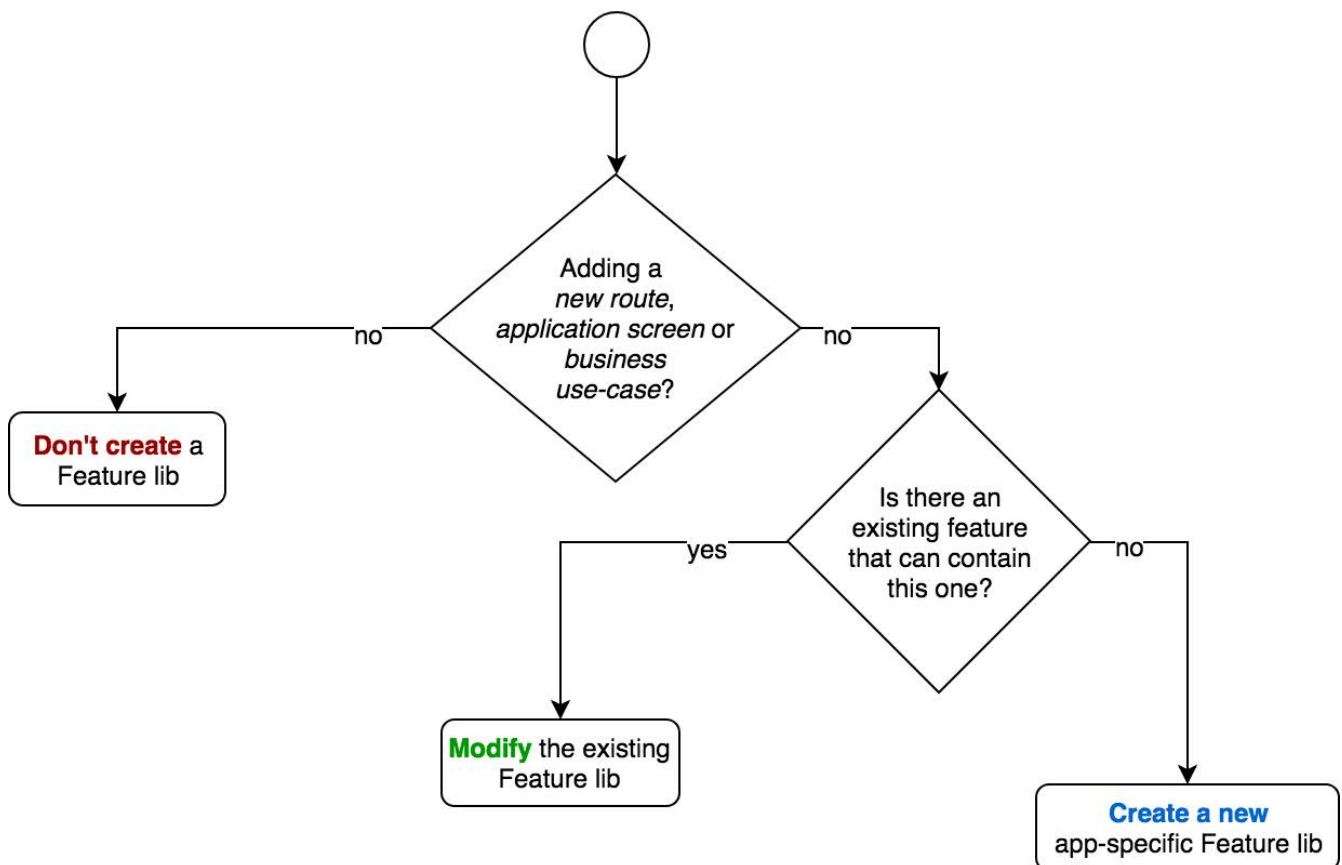 Adding a
new route,
application screen or
business
use-case?
no
no
Don't create a
Feature lib
Is there an
existing feature
that can contain
this one?
yes
no
Modify the existing
Feature lib
Create a new
app-specific Feature lib